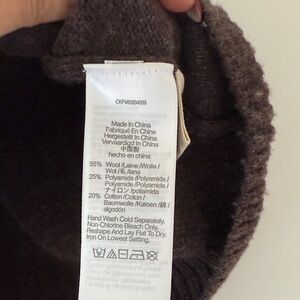 CKP485934009
Made In China
Fabriqué En Chine
Hergestellt In China
Vervaardigd In China
中国製
hecho en china
55% Wool /Laine /Wolle /
Wol /毛 /lana
25% Polyamide /Polyamide /
Polyamid /Polyamide /
ナイロン /poliamida
20% Cotton /Coton /
Baumwolle /Katoen /綿 /
algodón
Hand Wash Cold Separately.
Non-Chlorine Bleach Only.
Reshape And Lay Flat To Dry.
Iron On Lowest Setting.